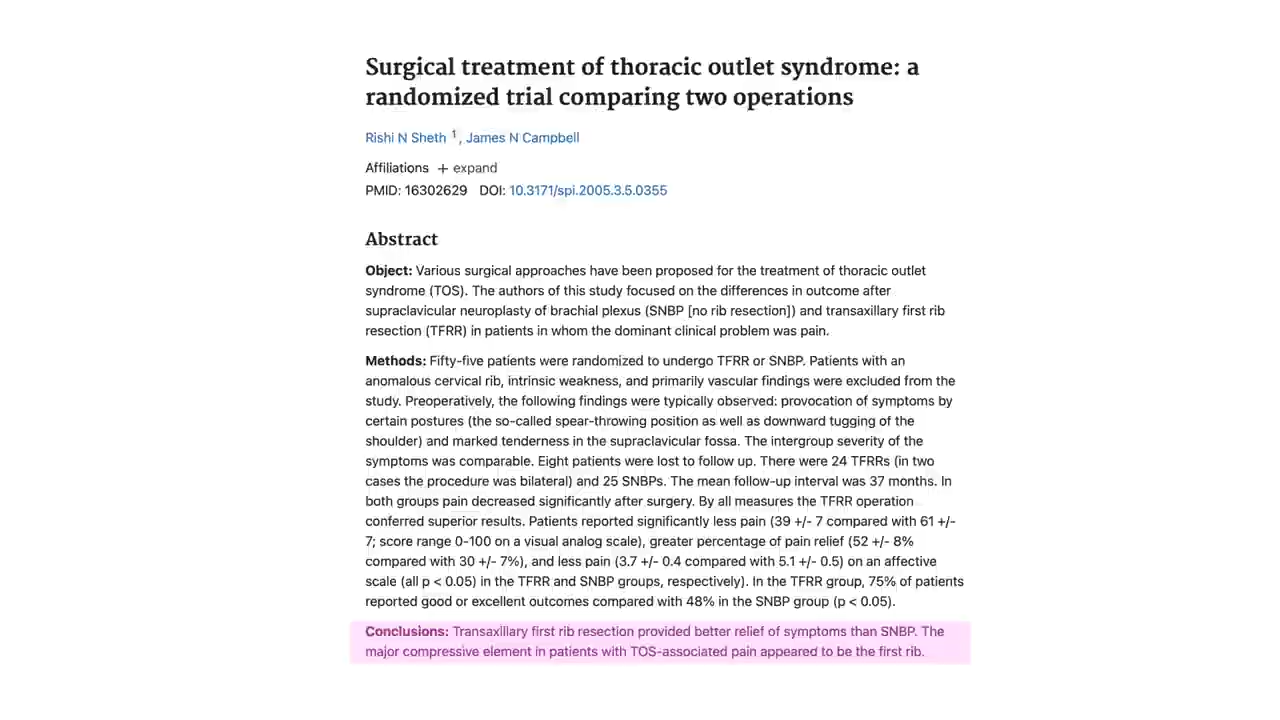 Surgical treatment of thoracic outlet syndrome: a
randomized trial comparing two operations
Rishi N Sheth 1, James N Campbell
Affiliations + expand
PMID: 16302629 DOI: 10.3171/spi.2005.3.5.0355
Abstract
Object: Various surgical approaches have been proposed for the treatment of thoracic outlet
syndrome (TOS). The authors of this study focused on the differences in outcome after
supraclavicular neuroplasty of brachial plexus (SNBP [no rib resection]) and transaxillary first rib
resection (TFRR) in patients in whom the dominant clinical problem was pain.
Methods: Fifty-five patients were randomized to undergo TFRR or SNBP. Patients with an
anomalous cervical rib, intrinsic weakness, and primarily vascular findings were excluded from the
study. Preoperatively, the following findings were typically observed: provocation of symptoms by
certain postures (the so-called spear-throwing position as well as downward tugging of the
shoulder) and marked tenderness in the supraclavicular fossa. The intergroup severity of the
symptoms was comparable. Eight patients were lost to follow up. There were 24 TFRRs (in two
cases the procedure was bilateral) and 25 SNBPs. The mean follow-up interval was 37 months. In
both groups pain decreased significantly after surgery. By all measures the TFRR operation
conferred superior results. Patients reported significantly less pain (39 +/- 7 compared with 61 +/-
7; score range 0-100 on a visual analog scale), greater percentage of pain relief (52 +/- 8%
compared with 30 +/- 7%), and less pain (3.7 +/- 0.4 compared with 5.1 +/- 0.5) on an affective
scale (all p < 0.05) in the TFRR and SNBP groups, respectively). In the TFRR group, 75% of patients
reported good or excellent outcomes compared with 48% in the SNBP group (p < 0.05).
Conclusions: Transaxillary first rib resection provided better relief of symptoms than SNBP. The
major compressive element in patients with TOS-associated pain appeared to be the first rib.